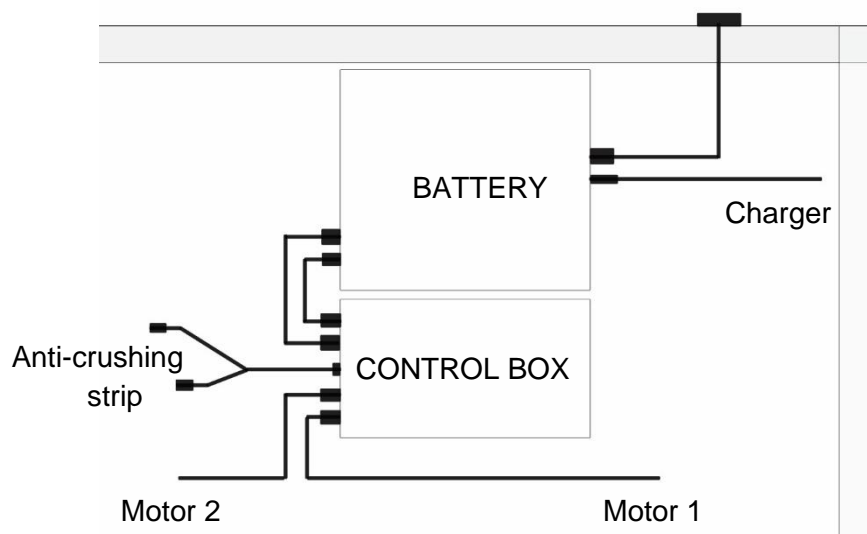 BATTERY
Charger
Anti-crushing
strip
CONTROL BOX
Motor 2
Motor 1